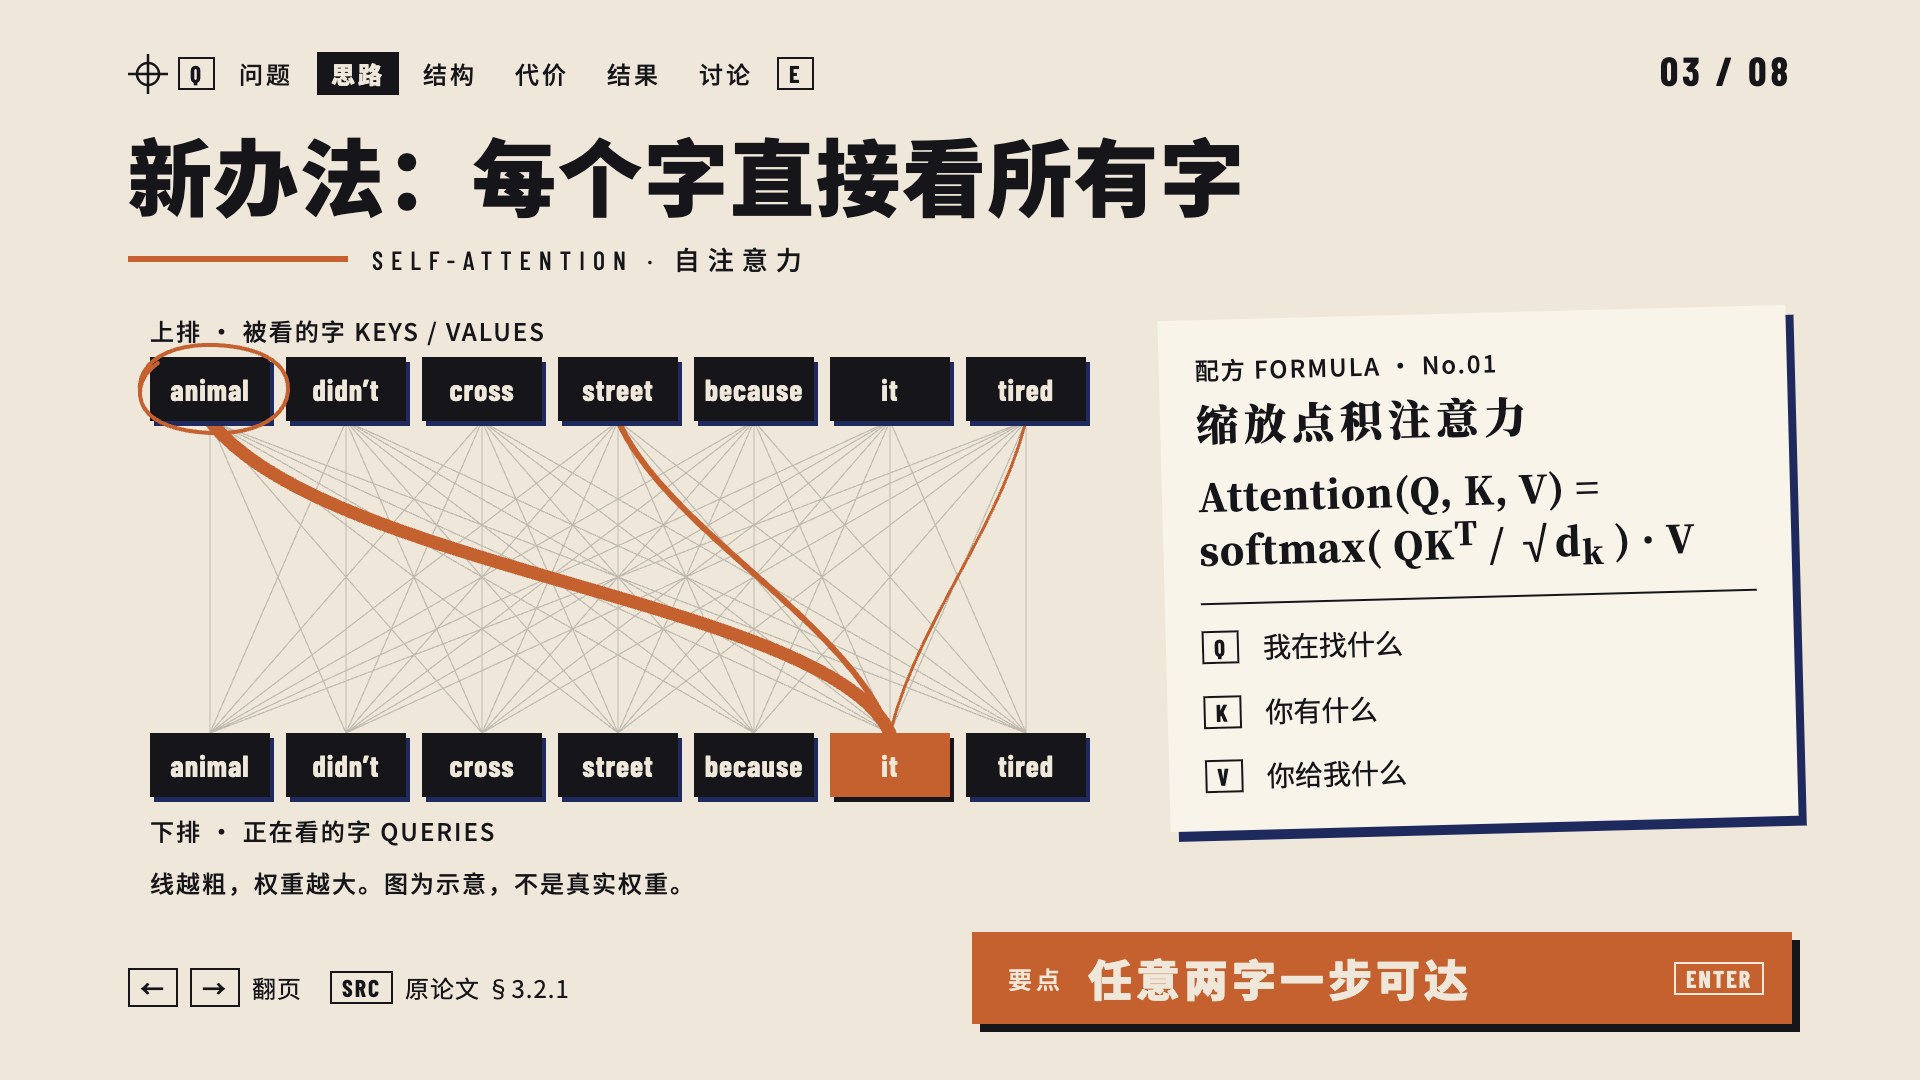 Q 问题 思路 结构 代价 结果 讨论 E
03 / 08
新办法：每个字直接看所有字
SELF-ATTENTION · 自注意力
上排 · 被看的字 KEYS / VALUES
animal didn’t cross street because it tired
animal didn’t cross street because it tired
下排 · 正在看的字 QUERIES
线越粗，权重越大。图为示意，不是真实权重。
配方 FORMULA · No.01
缩放点积注意力
Attention(Q, K, V) =
softmax( QKᵀ / √dₖ ) · V
Q 我在找什么
K 你有什么
V 你给我什么
← → 翻页 SRC 原论文 §3.2.1
要点 任意两字一步可达 ENTER